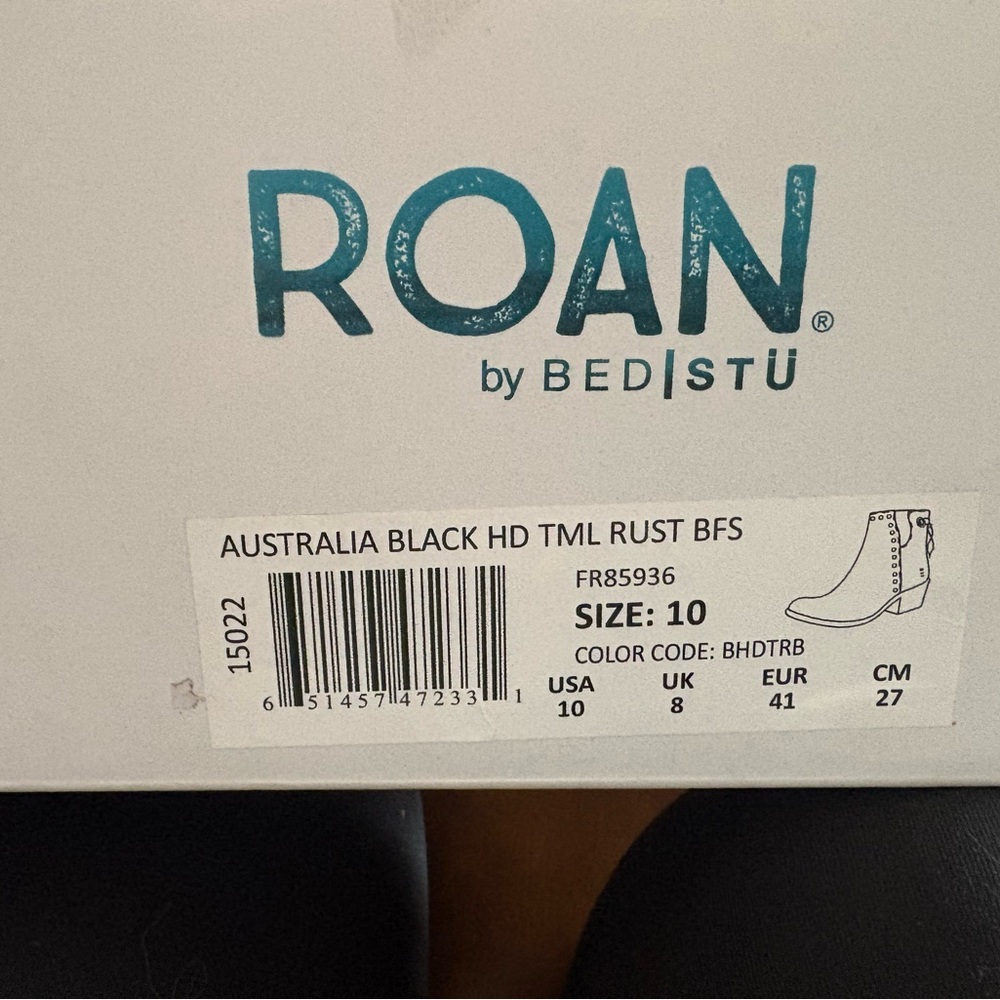 ROAN®
by BED|STÜ
AUSTRALIA BLACK HD TML RUST BFS
15022
FR85936
SIZE: 10
COLOR CODE: BHDTRB
6 51457 47233 1
USA UK EUR CM
10 8 41 27